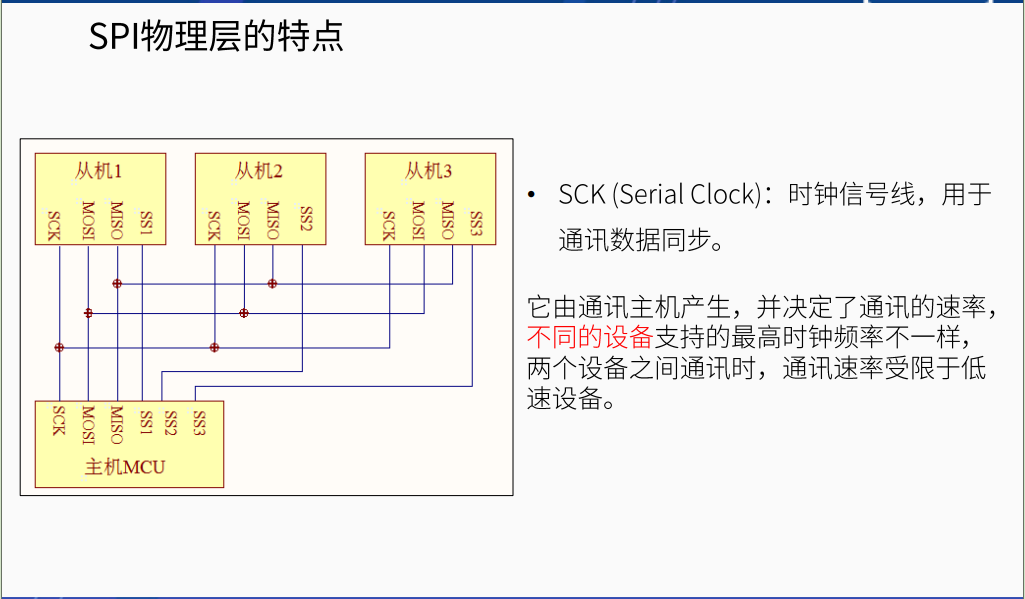 SPI物理层的特点
从机1
从机2
从机3
SCK
MOSI
MISO
SS1
SCK
MOSI
MISO
SS2
SCK
MOSI
MISO
SS3
SCK
MOSI
MISO
SS1
SS2
SS3
主机MCU
• SCK (Serial Clock)：时钟信号线，用于
通讯数据同步。
它由通讯主机产生，并决定了通讯的速率，
不同的设备支持的最高时钟频率不一样，
两个设备之间通讯时，通讯速率受限于低
速设备。